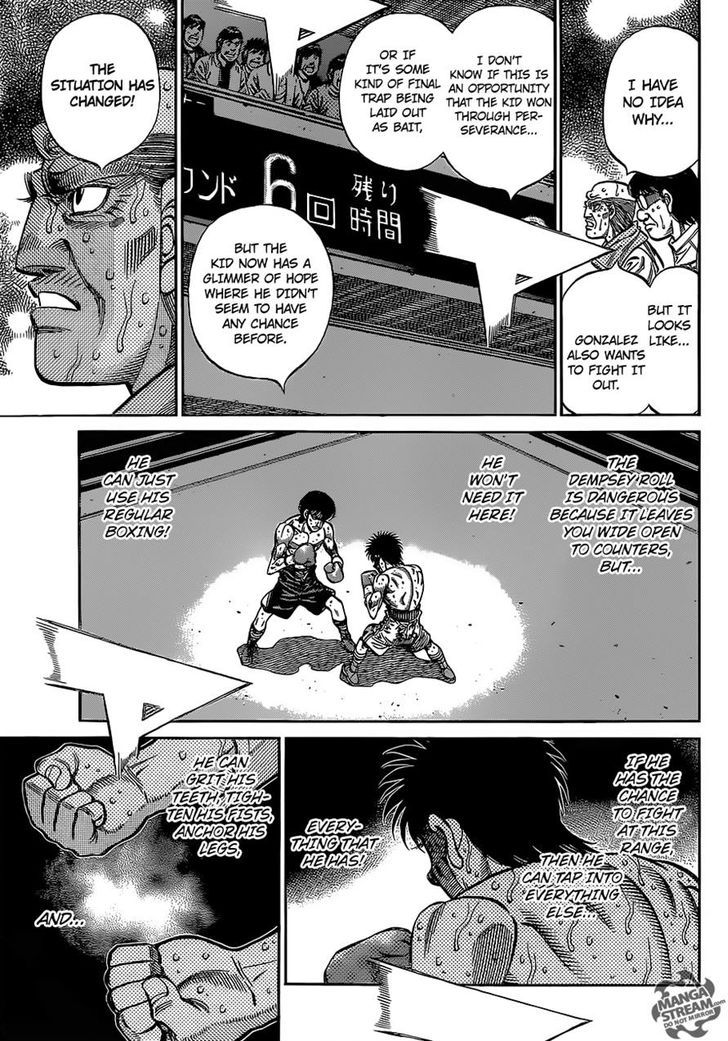 I HAVE
NO IDEA
WHY...
BUT IT
LOOKS
LIKE...
GONZALEZ
ALSO WANTS
TO FIGHT IT
OUT.
I DON'T
KNOW IF THIS IS
AN OPPORTUNITY
THAT THE KID WON
THROUGH PER-
SEVERANCE...
OR IF
IT'S SOME
KIND OF FINAL
TRAP BEING
LAID OUT
AS BAIT,
ウンド 6回 残り
時間
BUT THE
KID NOW HAS A
GLIMMER OF HOPE
WHERE HE DIDN'T
SEEM TO HAVE
ANY CHANCE
BEFORE.
THE
SITUATION HAS
CHANGED!
THE
DEMPSEY ROLL
IS DANGEROUS
BECAUSE IT LEAVES
YOU WIDE OPEN
TO COUNTERS,
BUT...
HE
WON'T
NEED IT
HERE!
HE
CAN JUST
USE HIS
REGULAR
BOXING!
IF HE
HAS THE
CHANCE
TO FIGHT
AT THIS
RANGE,
THEN HE
CAN TAP INTO
EVERYTHING
ELSE...
EVERY-
THING THAT
HE HAS!
HE CAN
GRIT HIS
TEETH, TIGH-
TEN HIS FISTS,
ANCHOR HIS
LEGS,
AND...
MANGA
STREAM.com
DO NOT MIRROR